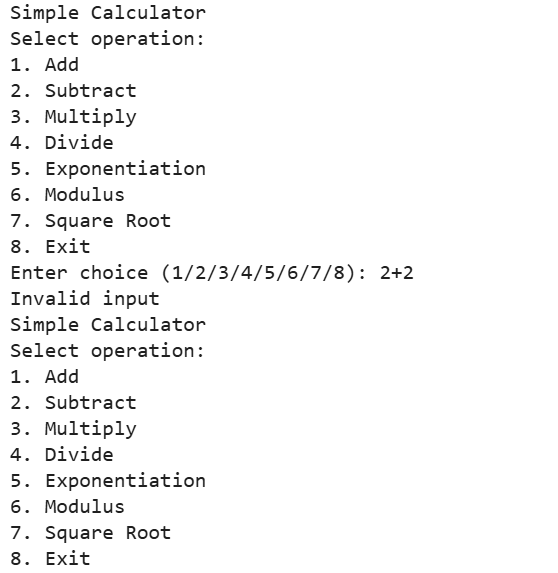 Simple Calculator
Select operation:
1. Add
2. Subtract
3. Multiply
4. Divide
5. Exponentiation
6. Modulus
7. Square Root
8. Exit
Enter choice (1/2/3/4/5/6/7/8): 2+2
Invalid input
Simple Calculator
Select operation:
1. Add
2. Subtract
3. Multiply
4. Divide
5. Exponentiation
6. Modulus
7. Square Root
8. Exit